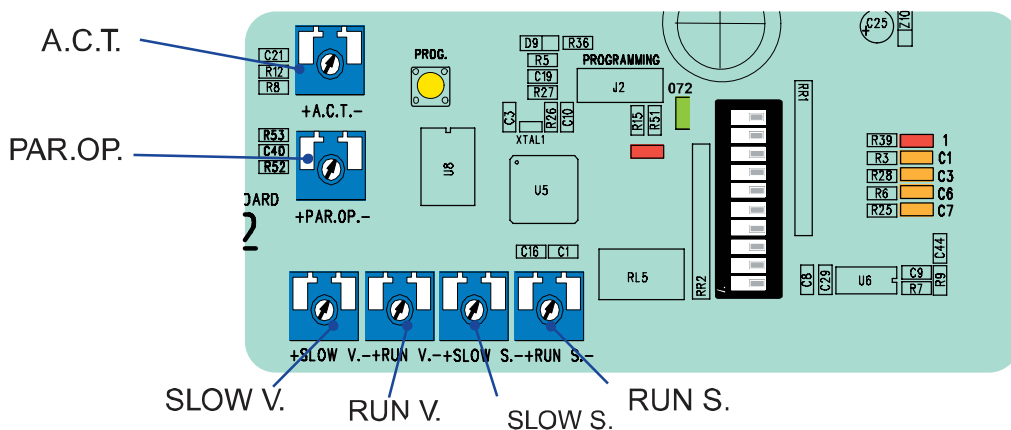 A.C.T.
PAR.OP.
C21
R12
R8
+A.C.T.-
R53
C40
R52
+PAR.OP.-
OARD
2
PROG.
U8
D9
R36
R5
C19
R27
C3
R26
C10
XTAL1
U5
PROGRAMMING
J2
072
R15
R51
C25
Z10
RR1
R39 1
R3 C1
R28 C3
R6 C6
R25 C7
C16 C1
RL5
RR2
C8
C29
U6
C9
R7
R9
C44
+SLOW V.-+RUN V.-+SLOW S.-+RUN S.-
SLOW V.
RUN V.
SLOW S.
RUN S.